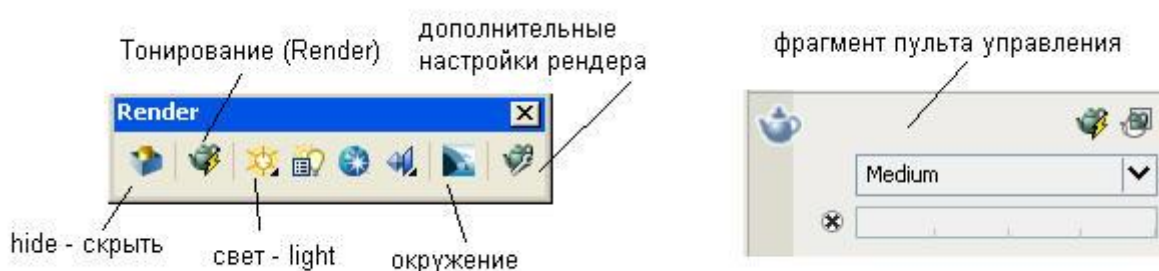 дополнительные
настройки рендера
Тонирование (Render)
фрагмент пульта управления
Render
Medium
hide - скрыть
свет - light
окружение